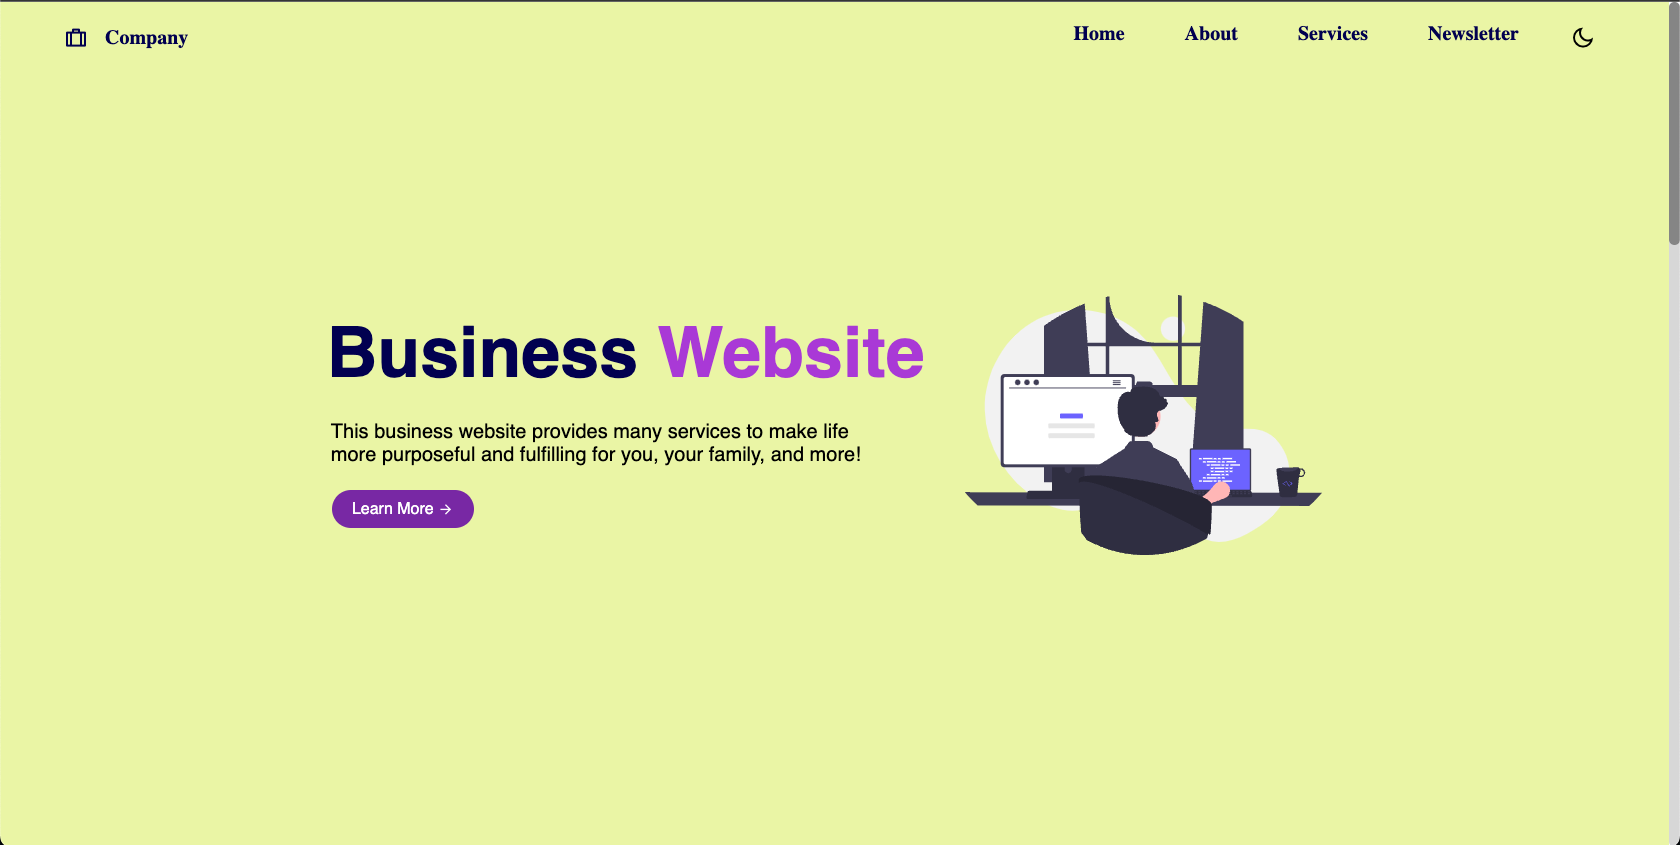 Company
Home
About
Services
Newsletter
Business Website
This business website provides many services to make life
more purposeful and fulfilling for you, your family, and more!
Learn More →